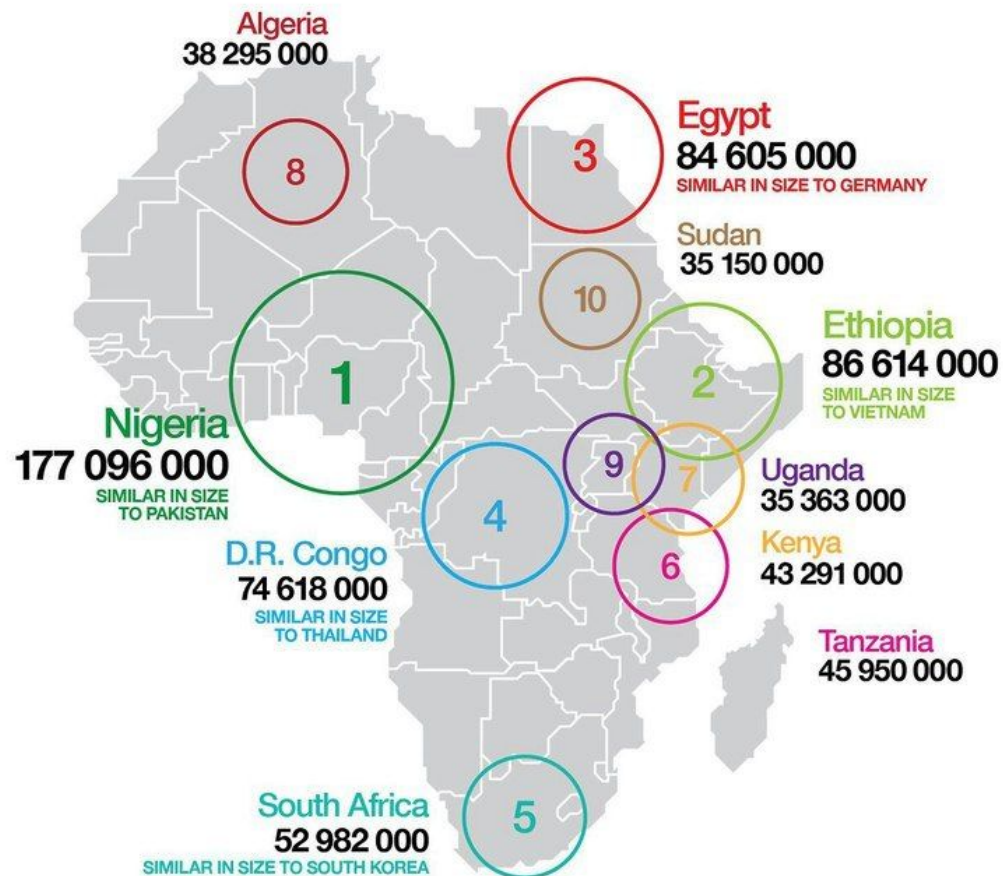 Algeria
38 295 000
8
3
Egypt
84 605 000
SIMILAR IN SIZE TO GERMANY
Sudan
35 150 000
10
Ethiopia
86 614 000
SIMILAR IN SIZE
TO VIETNAM
2
1
Nigeria
177 096 000
SIMILAR IN SIZE
TO PAKISTAN
9
7
Uganda
35 363 000
4
D.R. Congo
74 618 000
SIMILAR IN SIZE
TO THAILAND
Kenya
43 291 000
6
Tanzania
45 950 000
South Africa
52 982 000
SIMILAR IN SIZE TO SOUTH KOREA
5